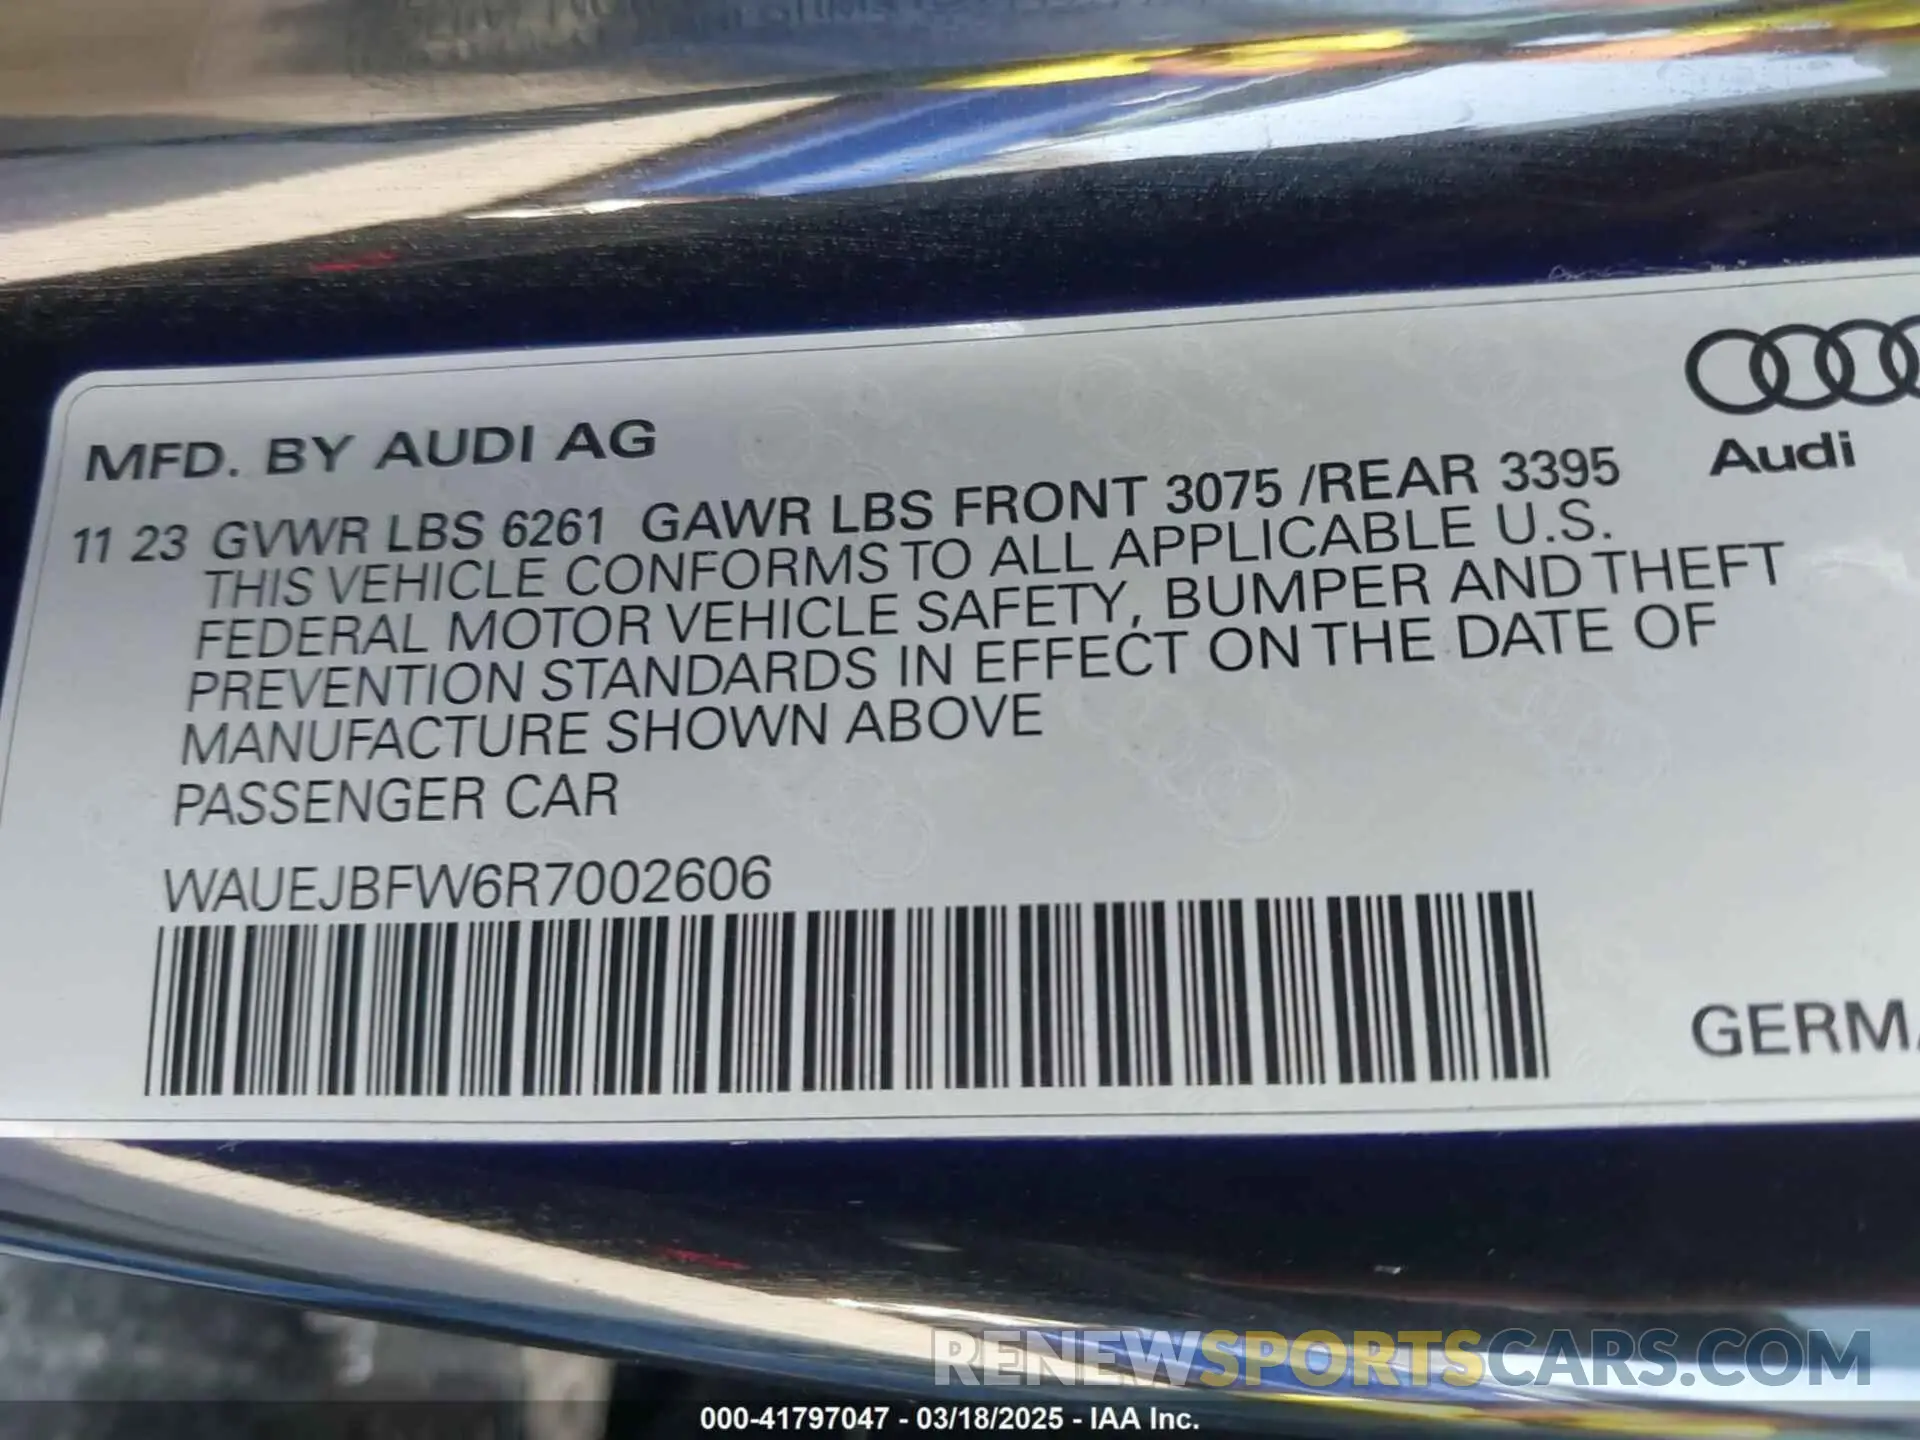 MFD. BY AUDI AG
Audi
11 23 GVWR LBS 6261 GAWR LBS FRONT 3075 /REAR 3395
THIS VEHICLE CONFORMS TO ALL APPLICABLE U.S.
FEDERAL MOTOR VEHICLE SAFETY, BUMPER AND THEFT
PREVENTION STANDARDS IN EFFECT ON THE DATE OF
MANUFACTURE SHOWN ABOVE
PASSENGER CAR
WAUEJBFW6R7002606
RENEWSPORTSCARS.COM
000-41797047 - 03/18/2025 - IAA Inc.